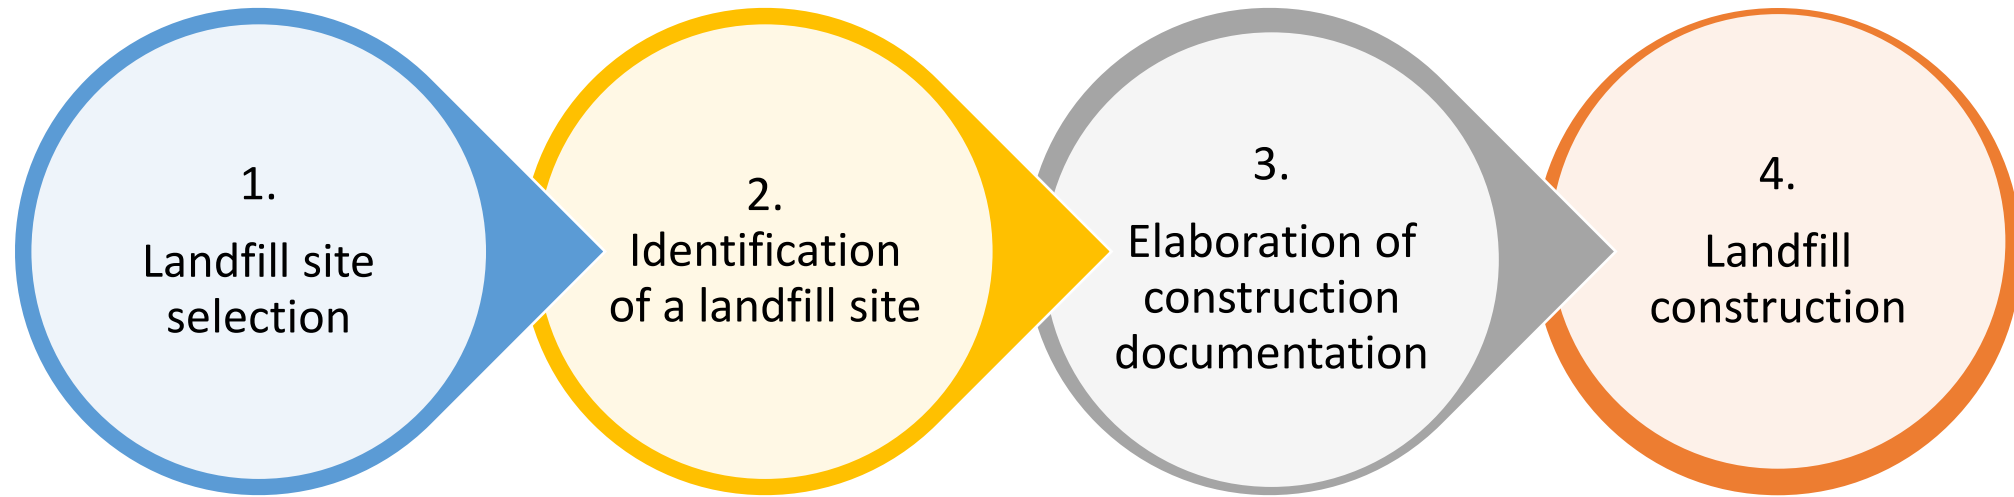 1.
Landfill site
selection
2.
Identification
of a landfill site
3.
Elaboration of
construction
documentation
4.
Landfill
construction